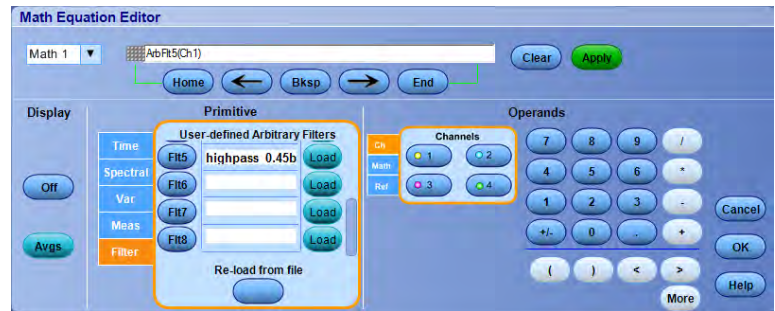 Math Equation Editor
Math 1
ArbFlt5(Ch1)
Clear
Apply
Home
Bksp
End
Display
Off
Avgs
Primitive
Time
Spectral
Var
Meas
Filter
User-defined Arbitrary Filters
Flt5 highpass 0.45b Load
Flt6 Load
Flt7 Load
Flt8 Load
Re-load from file
Operands
Ch
Math
Ref
Channels
1 2
3 4
7 8 9 /
4 5 6 *
1 2 3 -
+/- 0 . +
( ) < >
More
Cancel
OK
Help